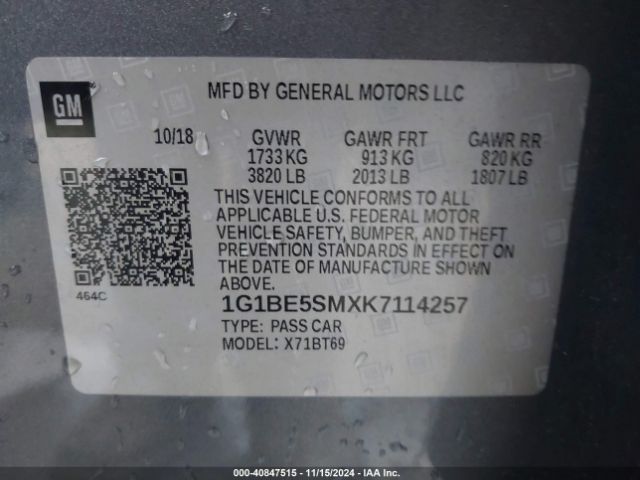 GM
MFD BY GENERAL MOTORS LLC
10/18 GVWR GAWR FRT GAWR RR
1733 KG 913 KG 820 KG
3820 LB 2013 LB 1807 LB
THIS VEHICLE CONFORMS TO ALL
APPLICABLE U.S. FEDERAL MOTOR
VEHICLE SAFETY, BUMPER, AND THEFT
PREVENTION STANDARDS IN EFFECT ON
THE DATE OF MANUFACTURE SHOWN
ABOVE.
464C
1G1BE5SMXK7114257
TYPE: PASS CAR
MODEL: X71BT69
000-40847515 - 11/15/2024 - IAA Inc.